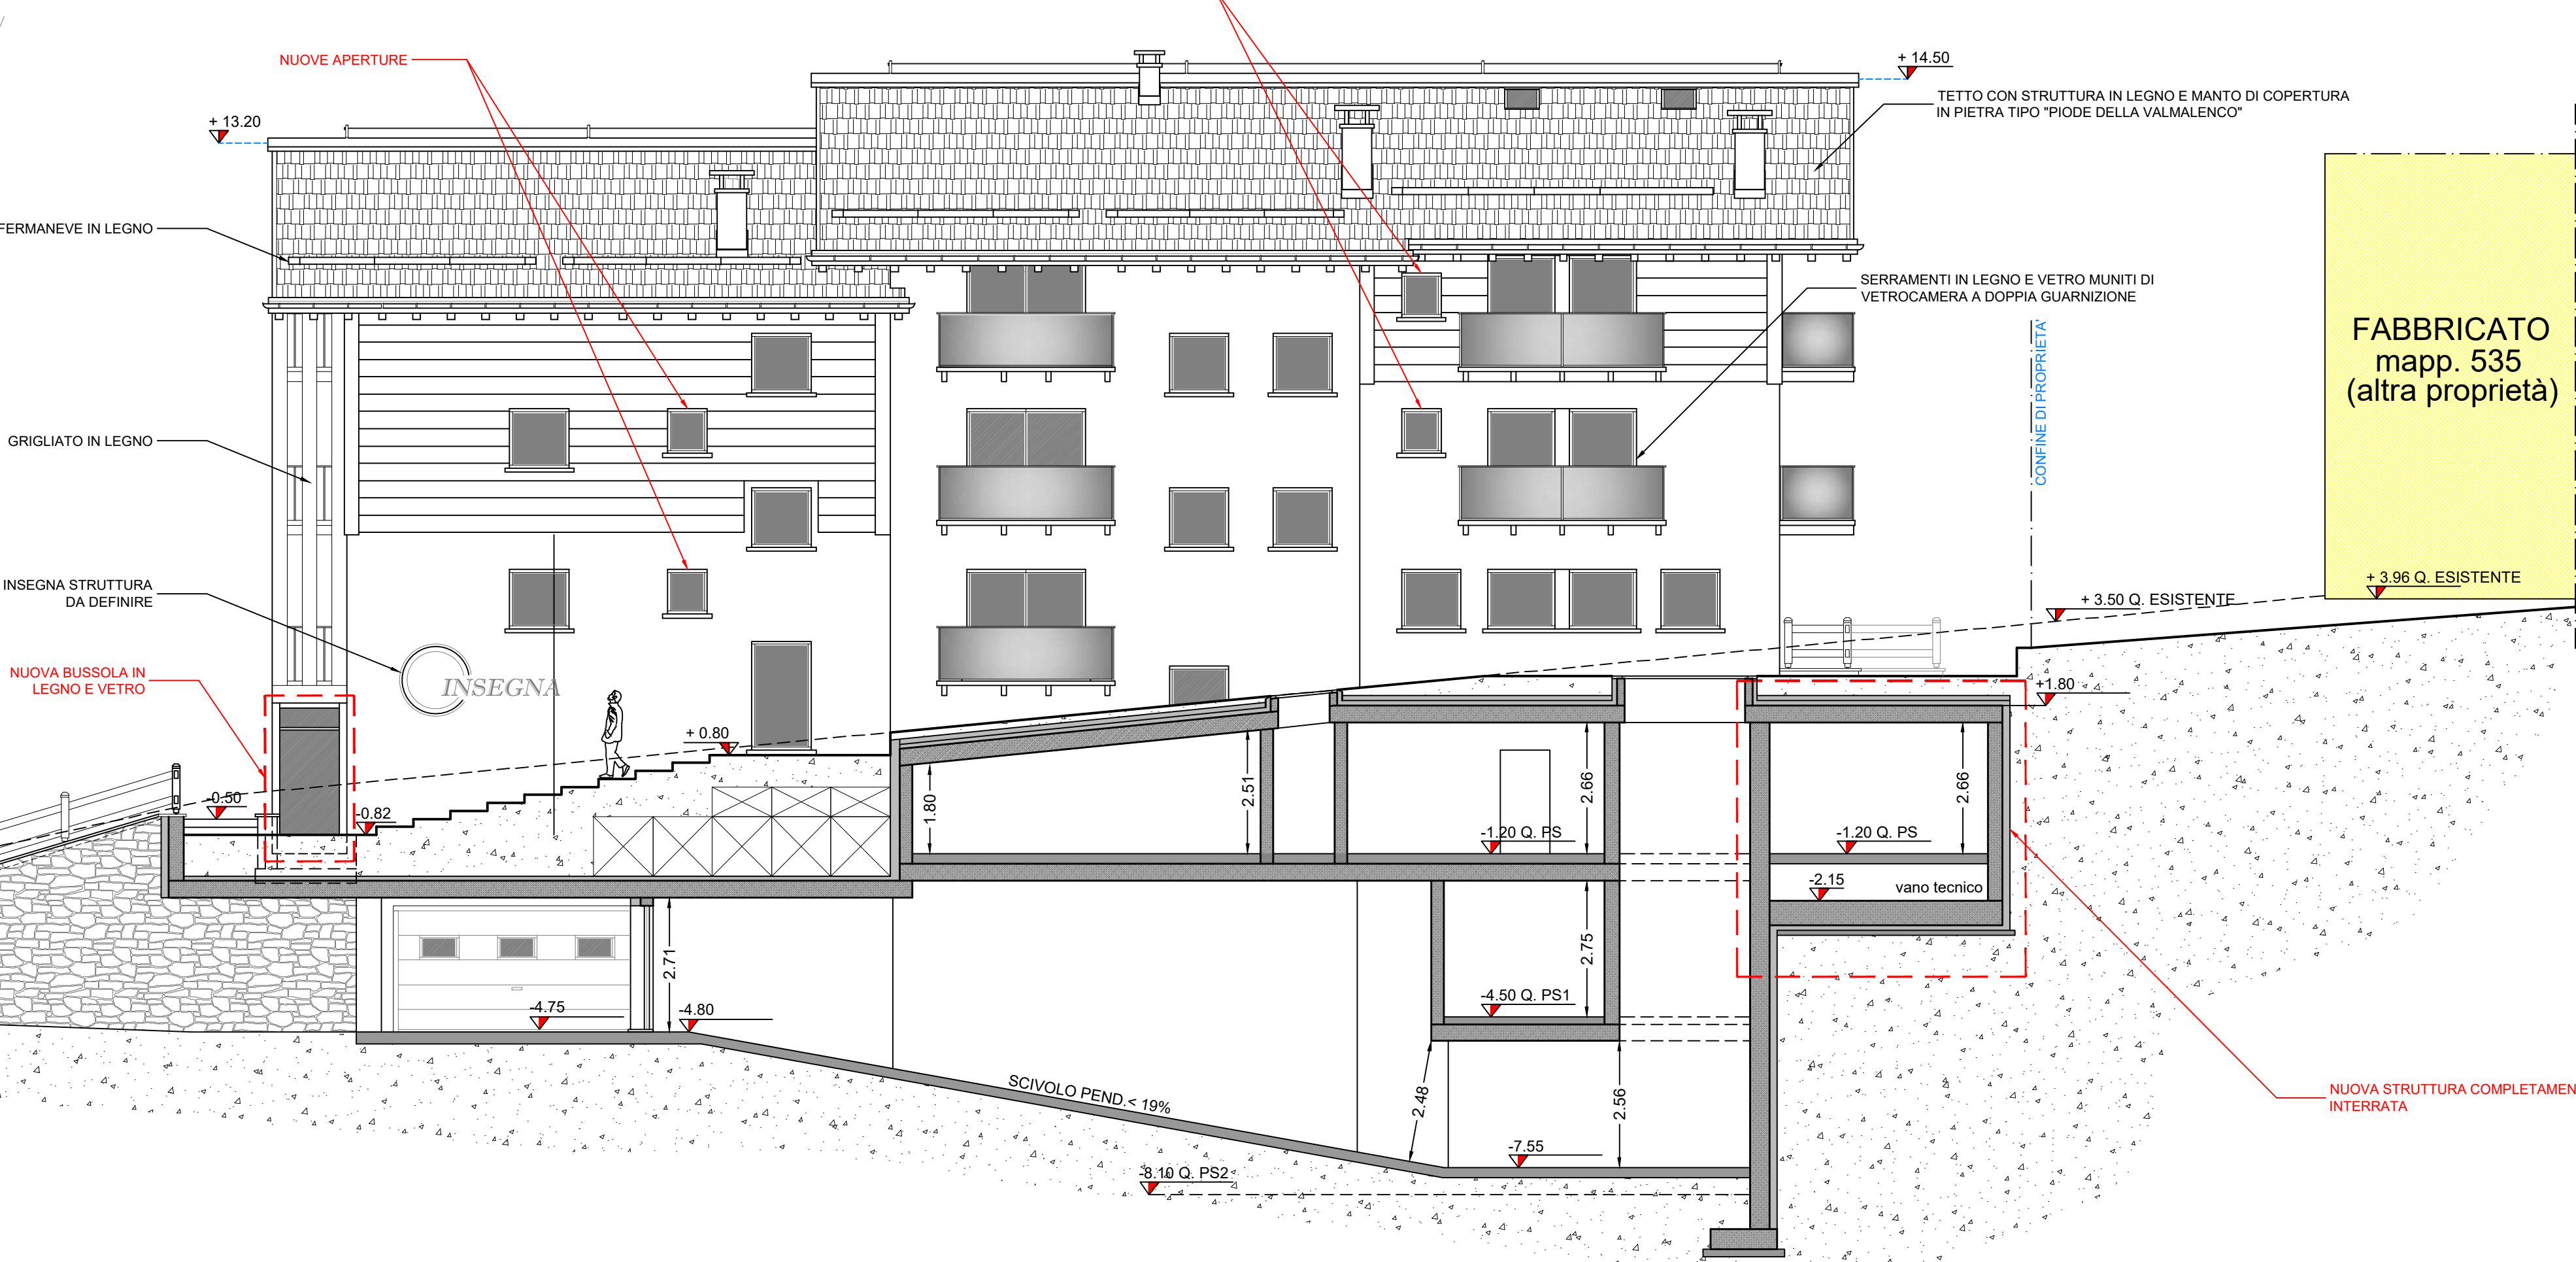 NUOVE APERTURE
+ 14.50
TETTO CON STRUTTURA IN LEGNO E MANTO DI COPERTURA
IN PIETRA TIPO "PIODE DELLA VALMALENCO"
+ 13.20
FERMANEVE IN LEGNO
SERRAMENTI IN LEGNO E VETRO MUNITI DI
VETROCAMERA A DOPPIA GUARNIZIONE
CONFINE DI PROPRIETA'
FABBRICATO
mapp. 535
(altra proprietà)
GRIGLIATO IN LEGNO
INSEGNA STRUTTURA
DA DEFINIRE
+ 3.96 Q. ESISTENTE
+ 3.50 Q. ESISTENTE
NUOVA BUSSOLA IN
LEGNO E VETRO
INSEGNA
+1.80
+ 0.80
-0.50
-0.82
1.80
2.51
2.66
2.66
-1.20 Q. PS
-1.20 Q. PS
-2.15
vano tecnico
2.71
2.75
-4.75
-4.80
-4.50 Q. PS1
SCIVOLO PEND.< 19%
2.48
2.56
NUOVA STRUTTURA COMPLETAMEN
INTERRATA
-7.55
-8.10 Q. PS2